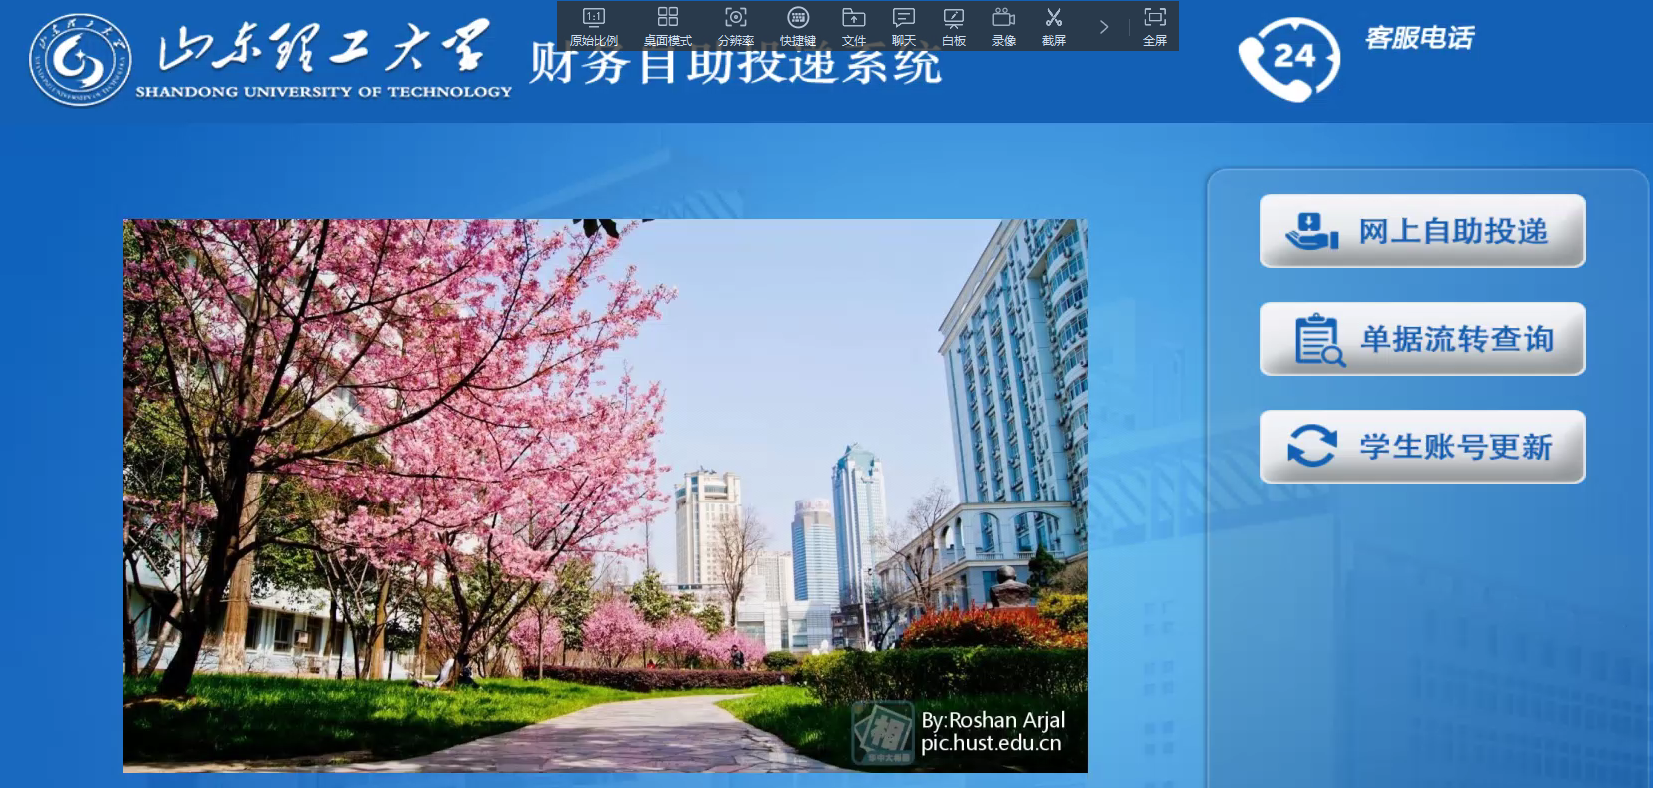 山东理工大学
SHANDONG UNIVERSITY OF TECHNOLOGY
财务自助投递系统
1:1
原始比例
桌面模式
分辨率
快捷键
文件
聊天
白板
录像
截屏
全屏
24
客服电话
网上自助投递
单据流转查询
学生账号更新
相
By:Roshan Arjal
pic.hust.edu.cn